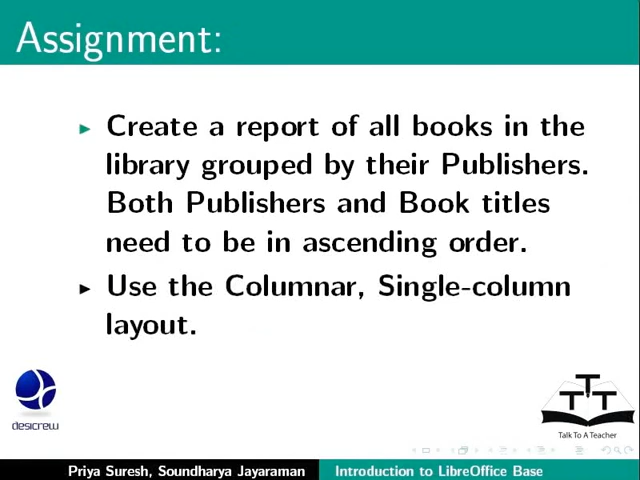 Assignment:
Create a report of all books in the
library grouped by their Publishers.
Both Publishers and Book titles
need to be in ascending order.
Use the Columnar, Single-column
layout.
desicrew
TTT
Talk To A Teacher
Priya Suresh, Soundharya Jayaraman
Introduction to LibreOffice Base